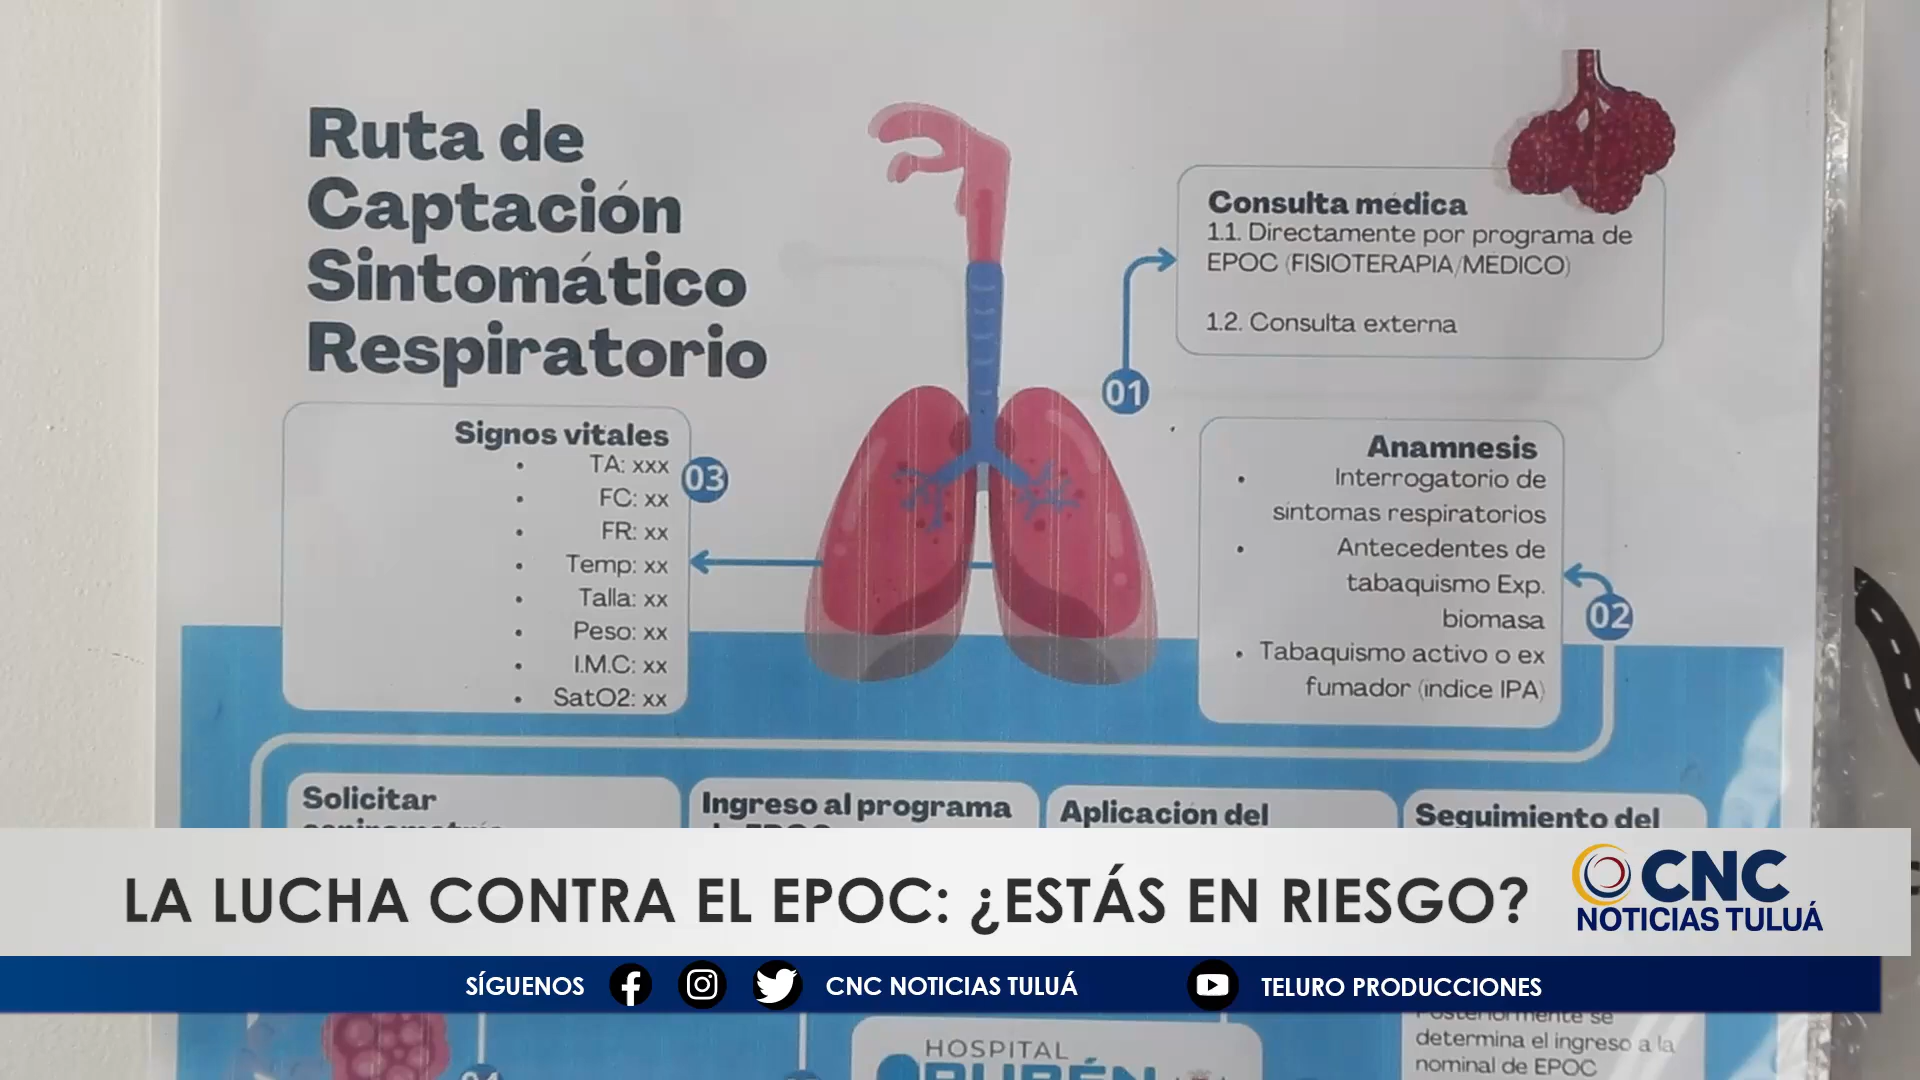 Ruta de
Captación
Sintomático
Respiratorio
Consulta médica
1.1. Directamente por programa de
EPOC (FISIOTERAPIA/MEDICO)
1.2. Consulta externa
01
Anamnesis
• Interrogatorio de
síntomas respiratorios
• Antecedentes de
tabaquismo Exp.
biomasa
• Tabaquismo activo o ex
fumador (indice IPA)
02
Signos vitales
• TA: xxx
• FC: xx
• FR: xx
• Temp: xx
• Talla: xx
• Peso: xx
• I.M.C: xx
• SatO2: xx
03
Solicitar
Ingreso al programa
Aplicación del
Seguimiento del
LA LUCHA CONTRA EL EPOC: ¿ESTÁS EN RIESGO?
CNC
NOTICIAS TULUÁ
SÍGUENOS
CNC NOTICIAS TULUÁ
TELURO PRODUCCIONES
Posteriormente se
determina el ingreso a la
nominal de EPOC
HOSPITAL
RUBÉN